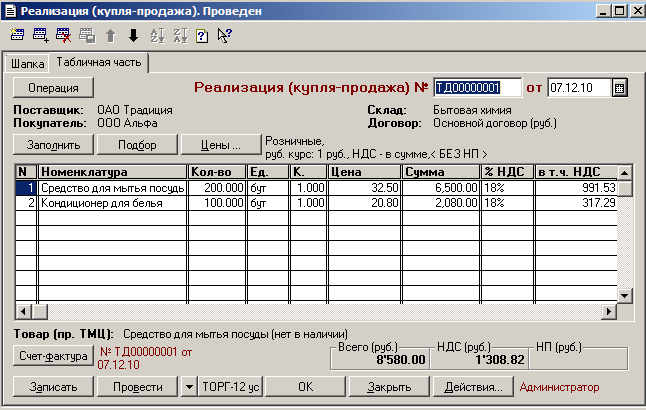 Реализация (купля-продажа). Проведен
Шапка Табличная часть
Операция Реализация (купля-продажа) № ТД00000001 от 07.12.10
Поставщик: ОАО Традиция Склад: Бытовая химия
Покупатель: ООО Альфа Договор: Основной договор (руб.)
Заполнить Подбор Цены ... Розничные,
руб. курс: 1 руб., НДС - в сумме,< БЕЗ НП >
N Номенклатура Кол-во Ед. К. Цена Сумма % НДС в т.ч. НДС
1 Средство для мытья посудь 200.000 бут 1.000 32.50 6,500.00 18% 991.53
2 Кондиционер для белья 100.000 бут 1.000 20.80 2,080.00 18% 317.29
Товар (пр. ТМЦ): Средство для мытья посуды (нет в наличии)
Счет-фактура № ТД00000001 от
07.12.10
Всего (руб.) НДС (руб.) НП (руб.)
8'580.00 1'308.82
Записать Провести ТОРГ-12 ус OK Закрыть Действия... Администратор